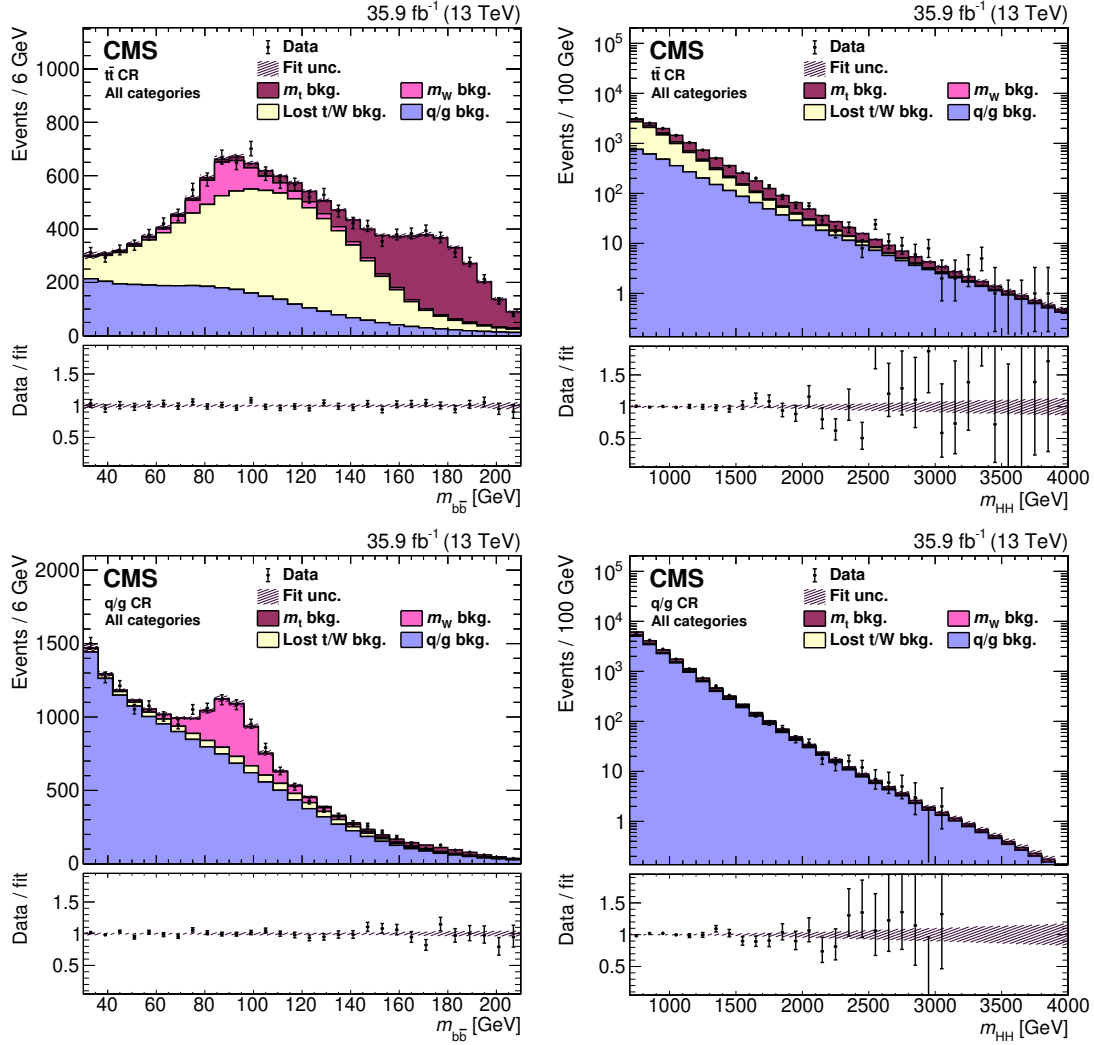 35.9 fb⁻¹ (13 TeV)
CMS
tt̄ CR
All categories
Data
Fit unc.
mt bkg.
mW bkg.
Lost t/W bkg.
q/g bkg.
Events / 6 GeV
1000
800
600
400
200
0
Data / fit
1.5
1
0.5
40 60 80 100 120 140 160 180 200
mbb̄ [GeV]
35.9 fb⁻¹ (13 TeV)
CMS
tt̄ CR
All categories
Data
Fit unc.
mt bkg.
mW bkg.
Lost t/W bkg.
q/g bkg.
Events / 100 GeV
10⁵
10⁴
10³
10²
10
1
Data / fit
1.5
1
0.5
1000 1500 2000 2500 3000 3500 4000
mHH [GeV]
35.9 fb⁻¹ (13 TeV)
CMS
q/g CR
All categories
Data
Fit unc.
mt bkg.
mW bkg.
Lost t/W bkg.
q/g bkg.
Events / 6 GeV
2000
1500
1000
500
0
Data / fit
1.5
1
0.5
40 60 80 100 120 140 160 180 200
mbb̄ [GeV]
35.9 fb⁻¹ (13 TeV)
CMS
q/g CR
All categories
Data
Fit unc.
mt bkg.
mW bkg.
Lost t/W bkg.
q/g bkg.
Events / 100 GeV
10⁵
10⁴
10³
10²
10
1
Data / fit
1.5
1
0.5
1000 1500 2000 2500 3000 3500 4000
mHH [GeV]